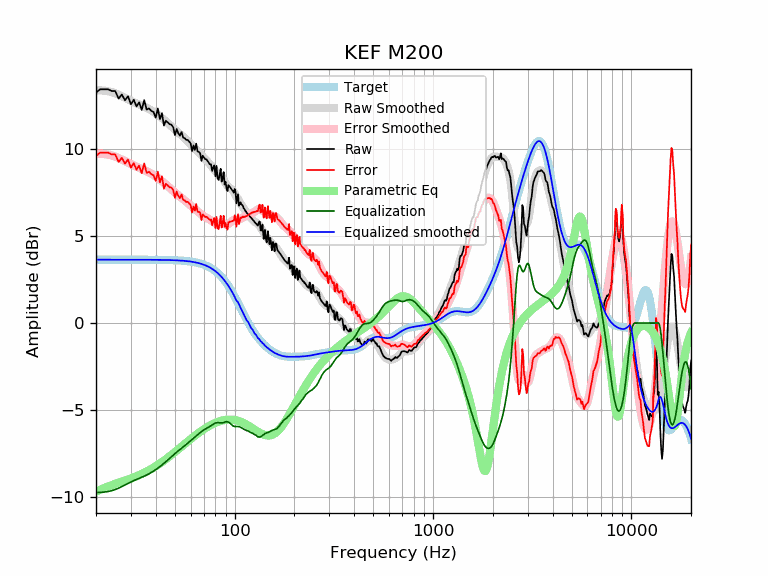 KEF M200
Target
Raw Smoothed
Error Smoothed
Raw
Error
Parametric Eq
Equalization
Equalized smoothed
Amplitude (dBr)
10
5
0
−5
−10
100
1000
10000
Frequency (Hz)